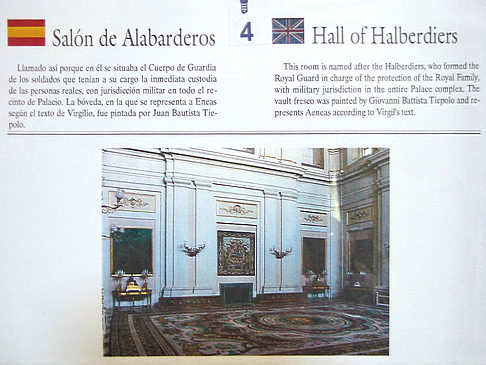 Salón de Alabarderos
4
Hall of Halberdiers
Llamado así porque en él se situaba el Cuerpo de Guardia
de los soldados que tenían a su cargo la inmediata custodia
de las personas reales, con jurisdicción militar en todo el re-
cinto de Palacio. La bóveda, en la que se representa a Eneas
según el texto de Virgilio, fue pintada por Juan Bautista Tie-
polo.
This room is named after the Halberdiers, who formed the
Royal Guard in charge of the protection of the Royal Family,
with military jurisdiction in the entire Palace complex. The
vault fresco was painted by Giovanni Battista Tiepolo and re-
presents Aeneas according to Virgil's text.